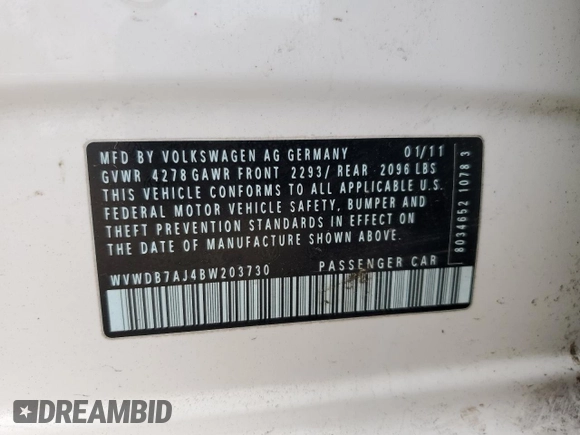 MFD BY VOLKSWAGEN AG GERMANY 01/11
GVWR 4278 GAWR FRONT 2293/ REAR 2096 LBS
THIS VEHICLE CONFORMS TO ALL APPLICABLE U.S.
FEDERAL MOTOR VEHICLE SAFETY, BUMPER AND
THEFT PREVENTION STANDARDS IN EFFECT ON
THE DATE OF MANUFACTURE SHOWN ABOVE.
WVWDB7AJ4BW203730 PASSENGER CAR
8034652 1078 3
DREAMBID